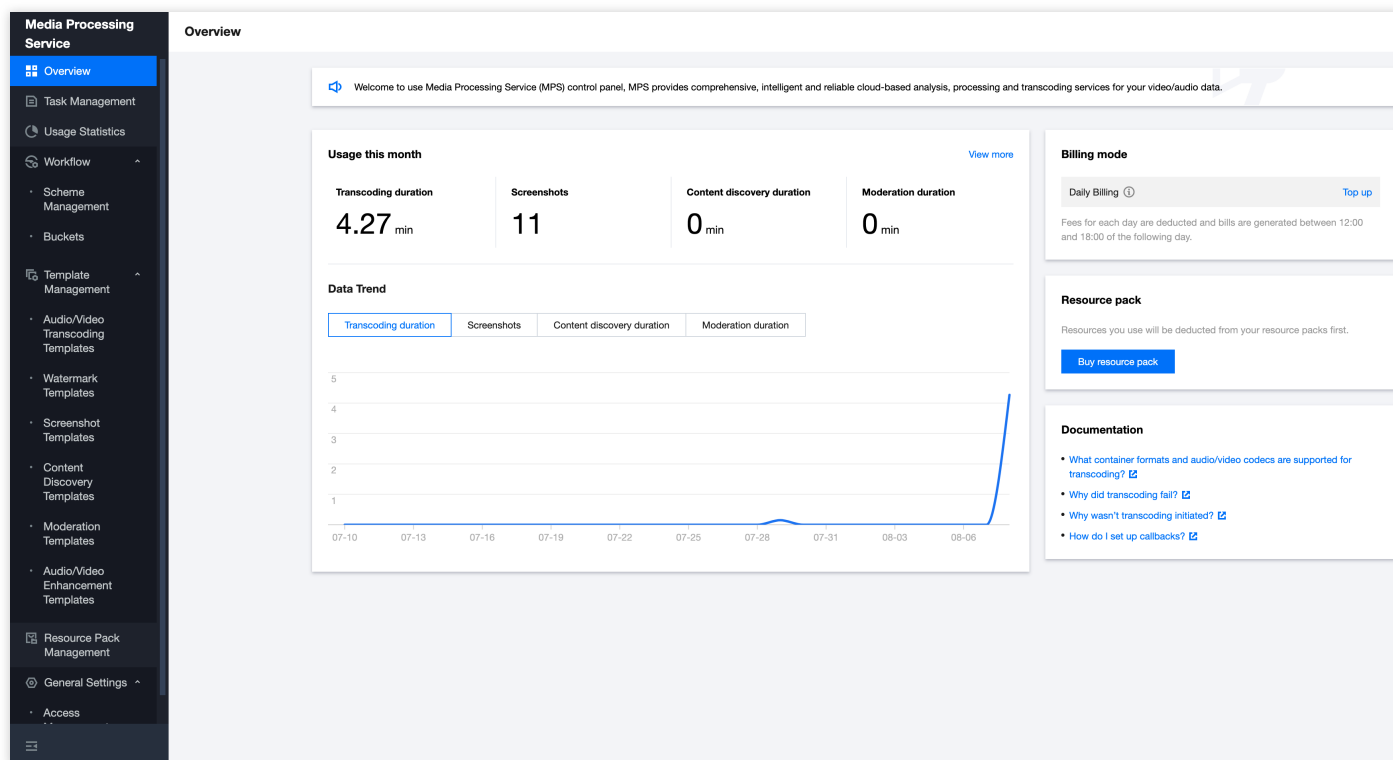 Media Processing
Service
Overview
Task Management
Usage Statistics
Workflow
Scheme
Management
Buckets
Template
Management
Audio/Video
Transcoding
Templates
Watermark
Templates
Screenshot
Templates
Content
Discovery
Templates
Moderation
Templates
Audio/Video
Enhancement
Templates
Resource Pack
Management
General Settings
Access
Overview
Welcome to use Media Processing Service (MPS) control panel, MPS provides comprehensive, intelligent and reliable cloud-based analysis, processing and transcoding services for your video/audio data.
Usage this month
View more
Transcoding duration
4.27 min
Screenshots
11
Content discovery duration
0 min
Moderation duration
0 min
Data Trend
Transcoding duration Screenshots Content discovery duration Moderation duration
5
4
3
2
1
07-10 07-13 07-16 07-19 07-22 07-25 07-28 07-31 08-03 08-06
Billing mode
Daily Billing Top up
Fees for each day are deducted and bills are generated between 12:00
and 18:00 of the following day.
Resource pack
Resources you use will be deducted from your resource packs first.
Buy resource pack
Documentation
What container formats and audio/video codecs are supported for
transcoding?
Why did transcoding fail?
Why wasn't transcoding initiated?
How do I set up callbacks?